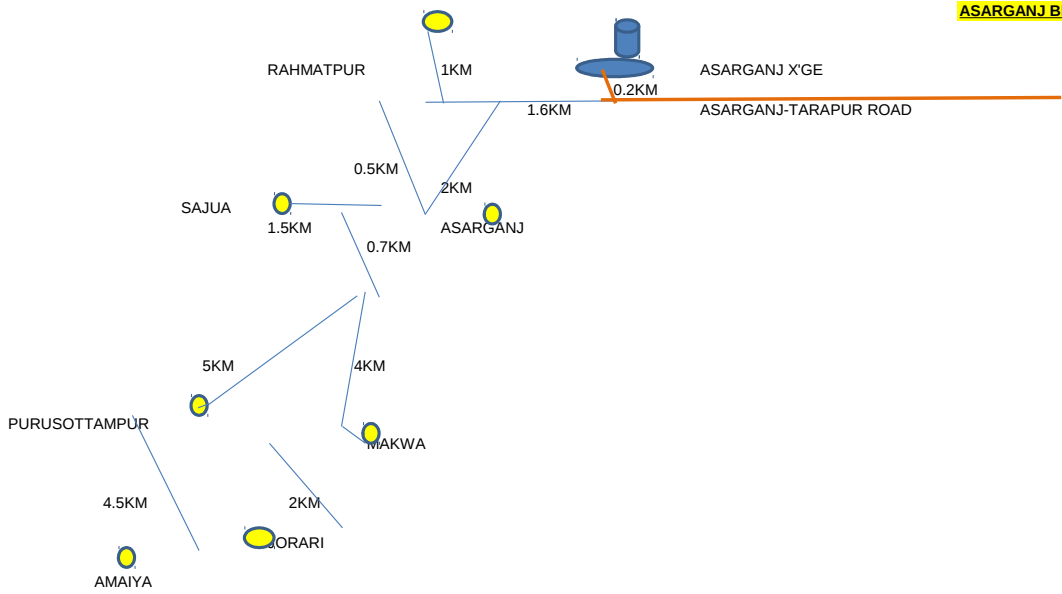 ASARGANJ B
RAHMATPUR
1KM
ASARGANJ X'GE
0.2KM
1.6KM
ASARGANJ-TARAPUR ROAD
0.5KM
2KM
SAJUA
1.5KM
ASARGANJ
0.7KM
5KM
4KM
PURUSOTTAMPUR
MAKWA
4.5KM
2KM
ORARI
AMAIYA